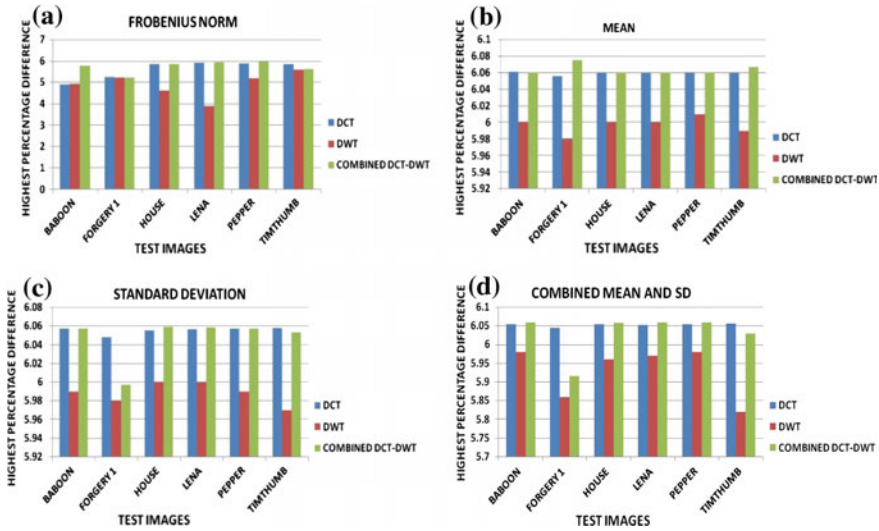 (a)
FROBENIUS NORM
HIGHEST PERCENTAGE DIFFERENCE
7
6
5
4
3
2
1
0
BABOON
FORGERY 1
HOUSE
LENA
PEPPER
TIMTHUMB
TEST IMAGES
DCT
DWT
COMBINED DCT-DWT
(b)
MEAN
HIGHEST PERCENTAGE DIFFERENCE
6.1
6.08
6.06
6.04
6.02
6
5.98
5.96
5.94
5.92
BABOON
FORGERY 1
HOUSE
LENA
PEPPER
TIMTHUMB
TEST IMAGES
DCT
DWT
COMBINED DCT-DWT
(c)
STANDARD DEVIATION
HIGHEST PERCENTAGE DIFFERENCE
6.08
6.06
6.04
6.02
6
5.98
5.96
5.94
5.92
BABOON
FORGERY 1
HOUSE
LENA
PEPPER
TIMTHUMB
TEST IMAGES
DCT
DWT
COMBINED DCT-DWT
(d)
COMBINED MEAN AND SD
HIGHEST PERCENTAGE DIFFERENCE
6.1
6.05
6
5.95
5.9
5.85
5.8
5.75
5.7
BABOON
FORGERY 1
HOUSE
LENA
PEPPER
TIMTHUMB
TEST IMAGES
DCT
DWT
COMBINED DCT-DWT